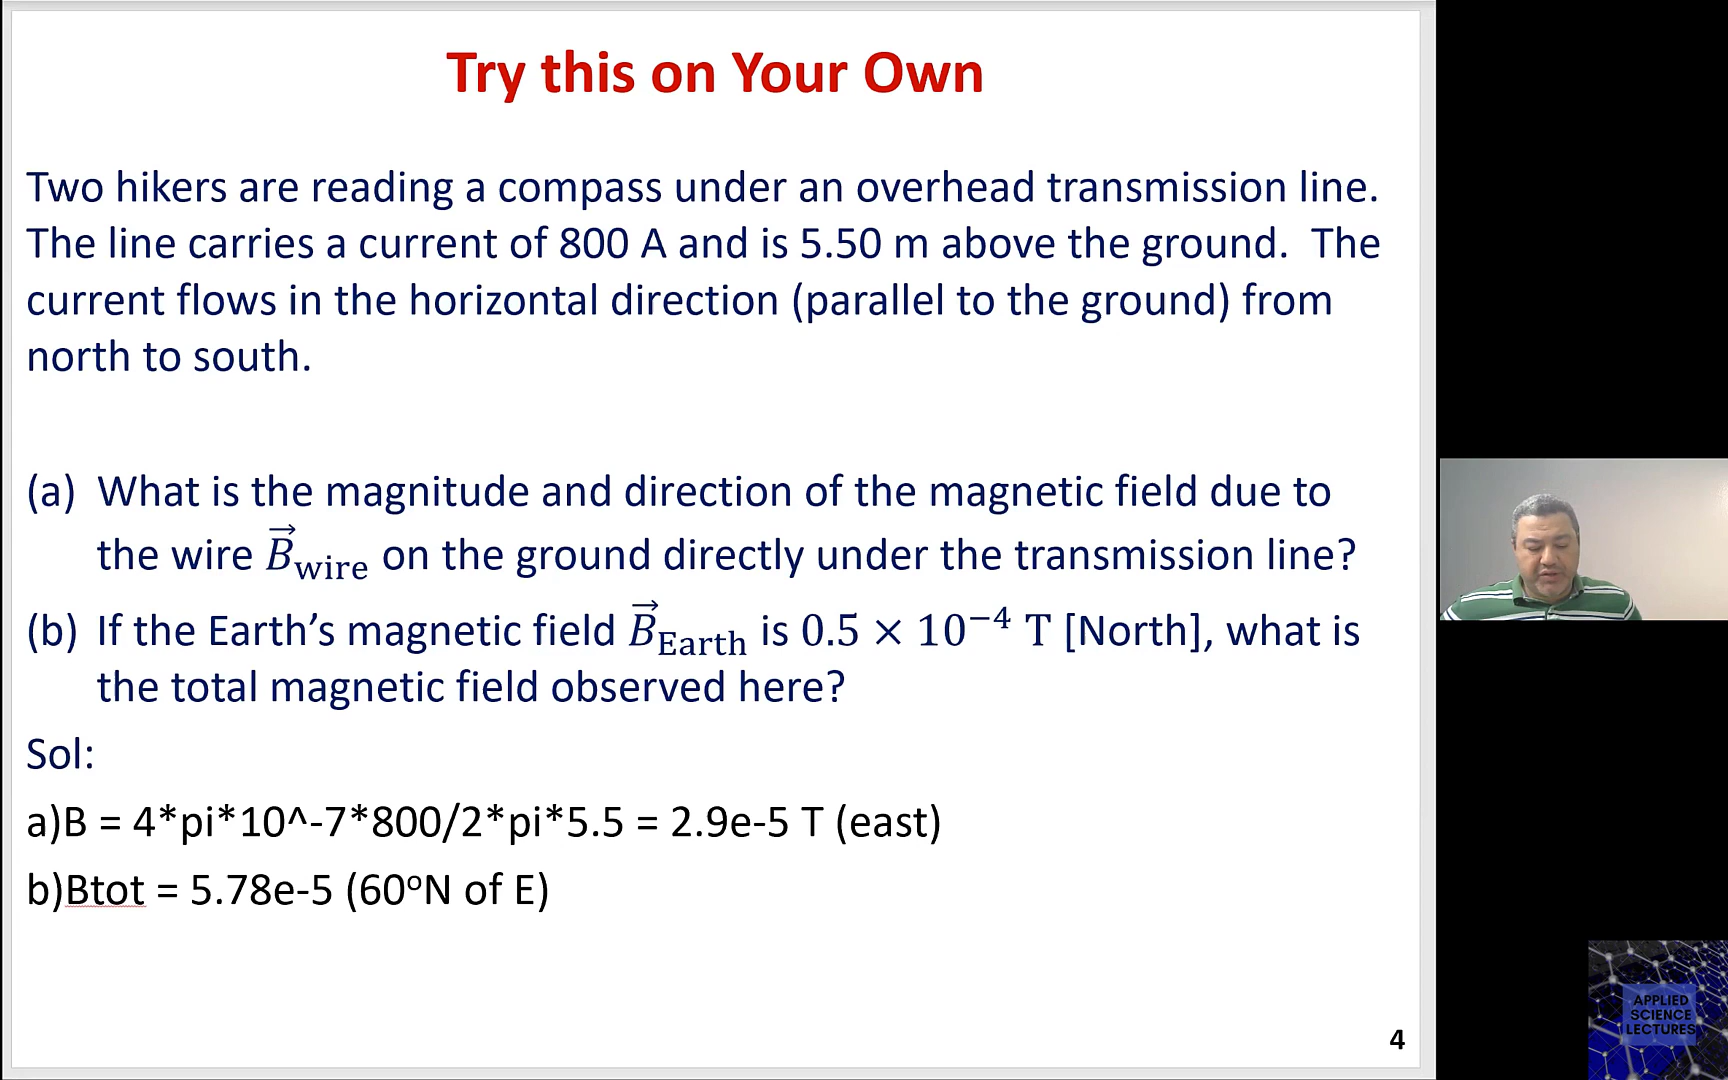 Try this on Your Own
Two hikers are reading a compass under an overhead transmission line.
The line carries a current of 800 A and is 5.50 m above the ground. The
current flows in the horizontal direction (parallel to the ground) from
north to south.
(a) What is the magnitude and direction of the magnetic field due to
the wire B⃗wire on the ground directly under the transmission line?
(b) If the Earth’s magnetic field B⃗Earth is 0.5 × 10⁻⁴ T [North], what is
the total magnetic field observed here?
Sol:
a)B = 4*pi*10^-7*800/2*pi*5.5 = 2.9e-5 T (east)
b)Btot = 5.78e-5 (60ᵒN of E)
4
APPLIED
SCIENCE
LECTURES